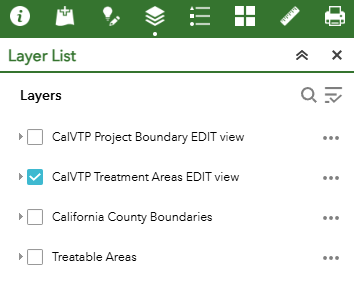 Layer List
Layers
CalVTP Project Boundary EDIT view
CalVTP Treatment Areas EDIT view
California County Boundaries
Treatable Areas